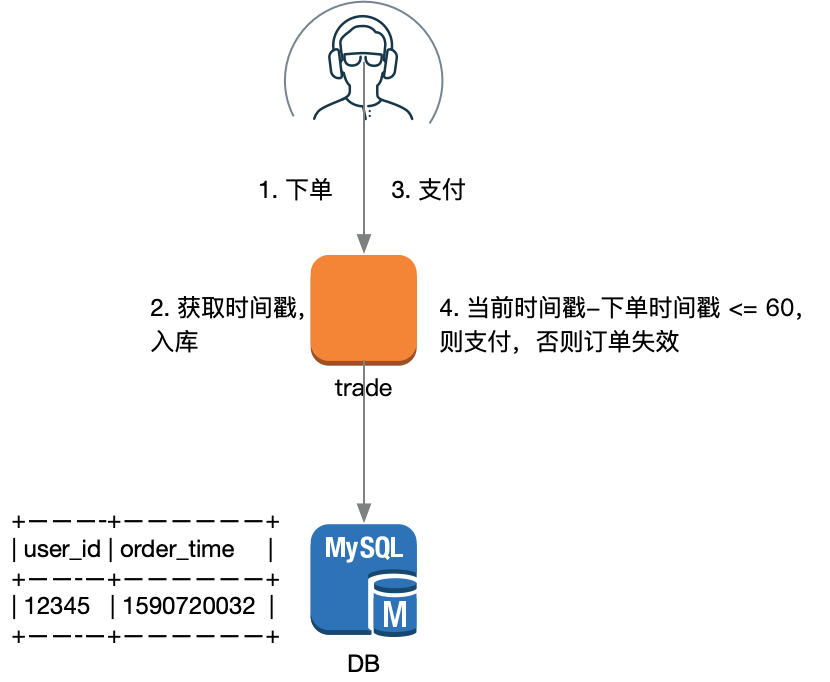 1. 下单
3. 支付
2. 获取时间戳，
入库
4. 当前时间戳-下单时间戳 <= 60，
则支付，否则订单失效
trade
+————-+——————+
| user_id | order_time |
+——-—+——————+
| 12345 | 1590720032 |
+——-—+——————+
MySQL
M
DB